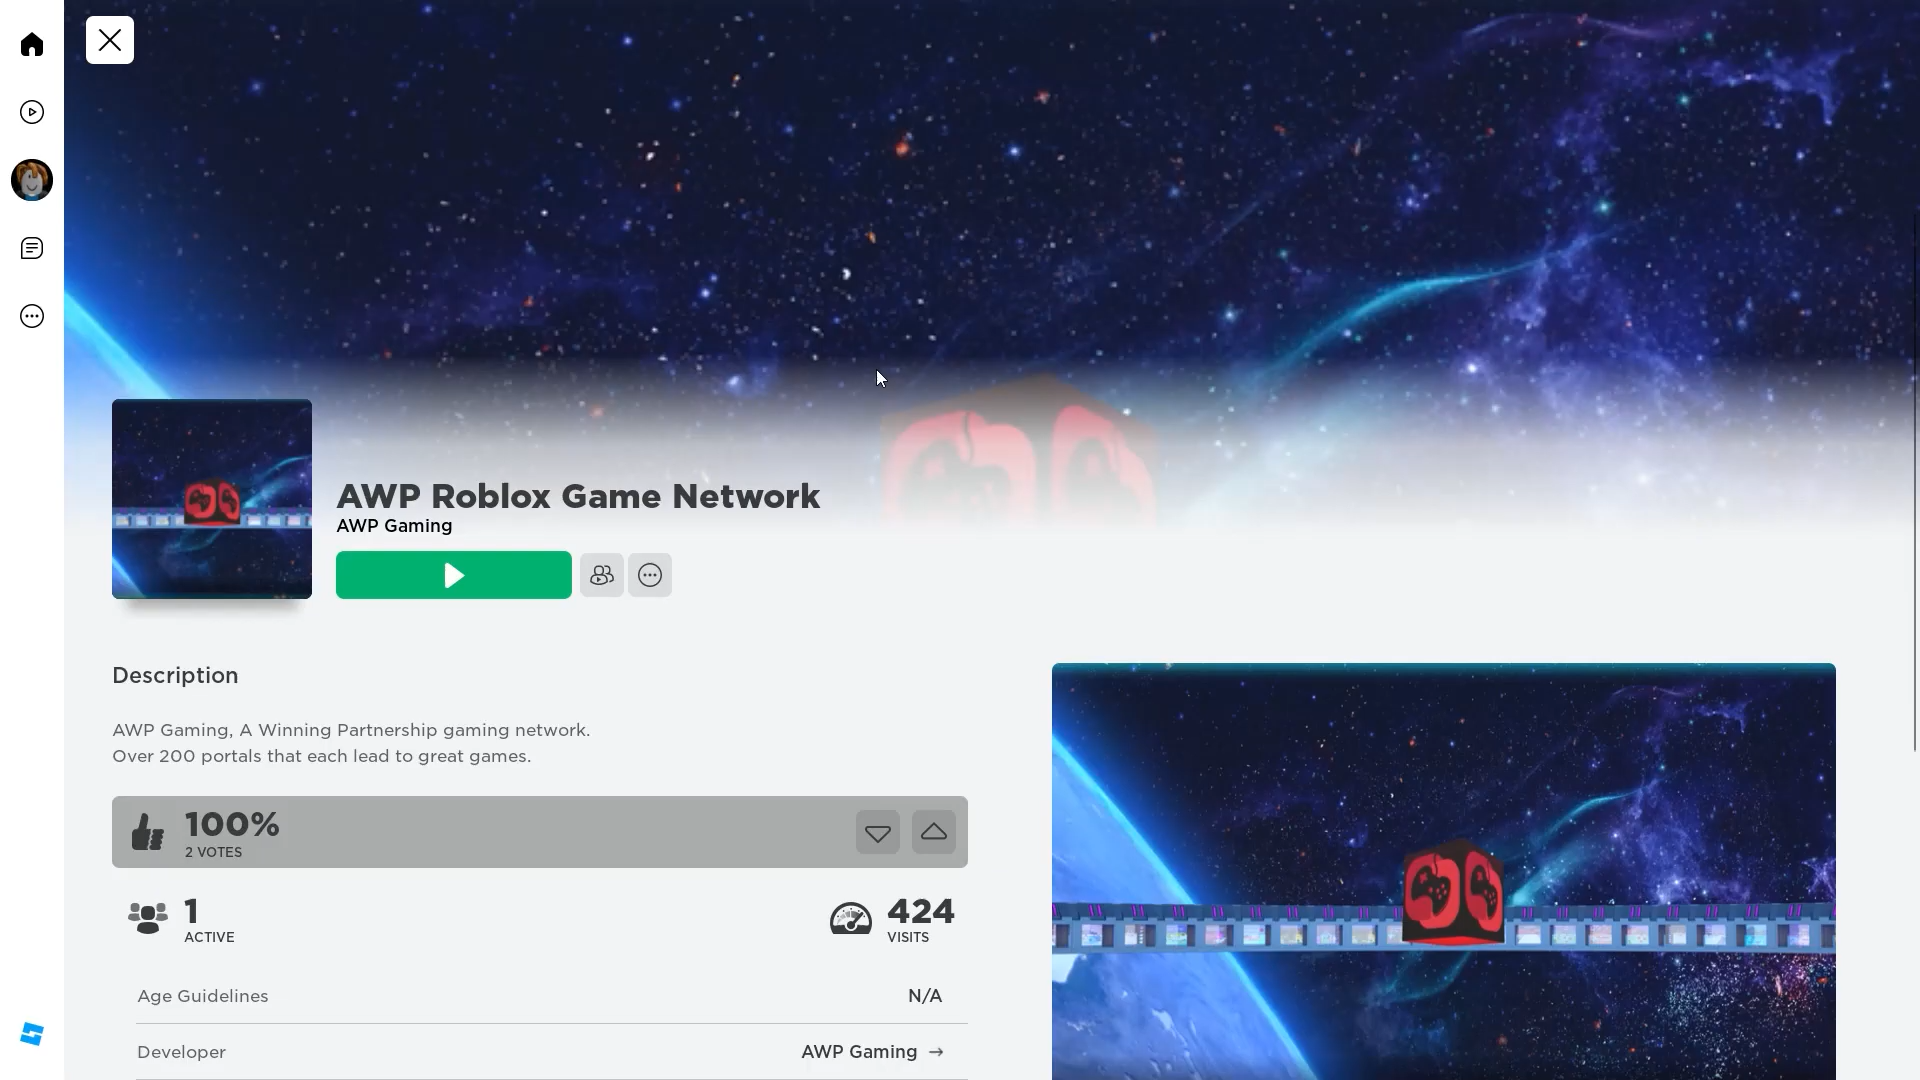 AWP Roblox Game Network
AWP Gaming
Description
AWP Gaming, A Winning Partnership gaming network.
Over 200 portals that each lead to great games.
100%
2 VOTES
1
ACTIVE
424
VISITS
Age Guidelines
N/A
Developer
AWP Gaming →